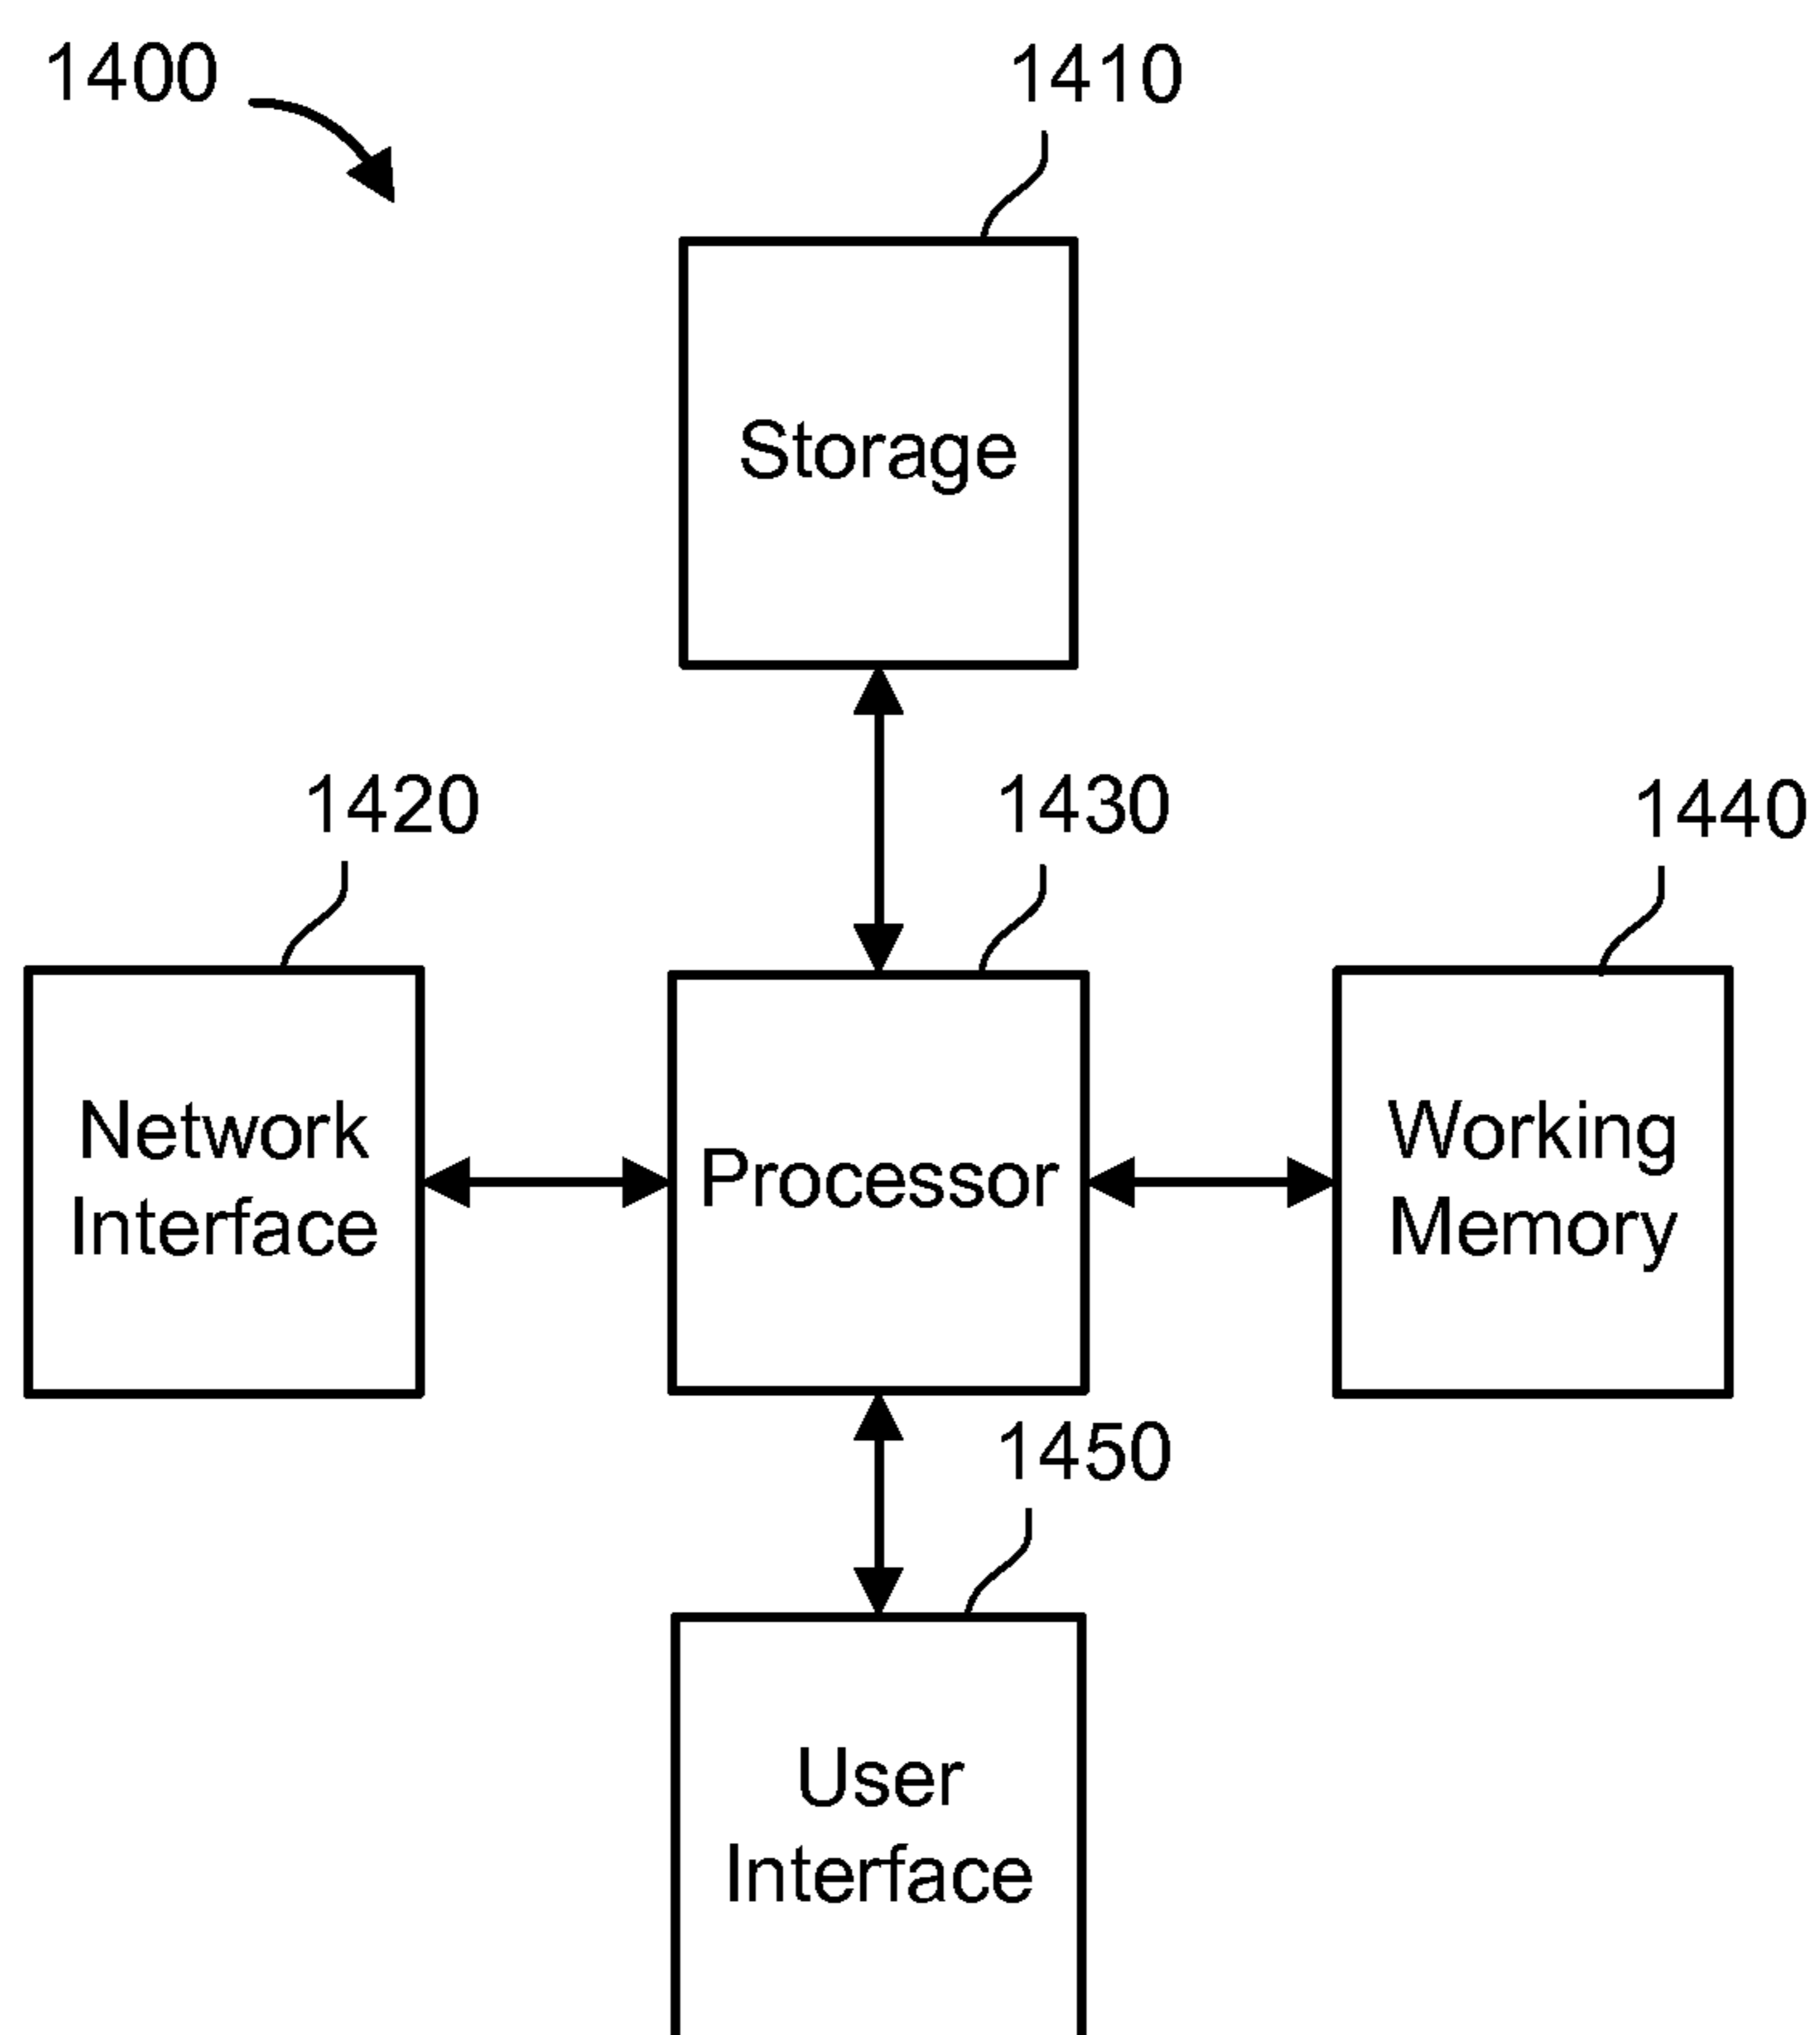 1400
1410
Storage
1420
1430
1440
Network
Interface
Processor
Working
Memory
1450
User
Interface